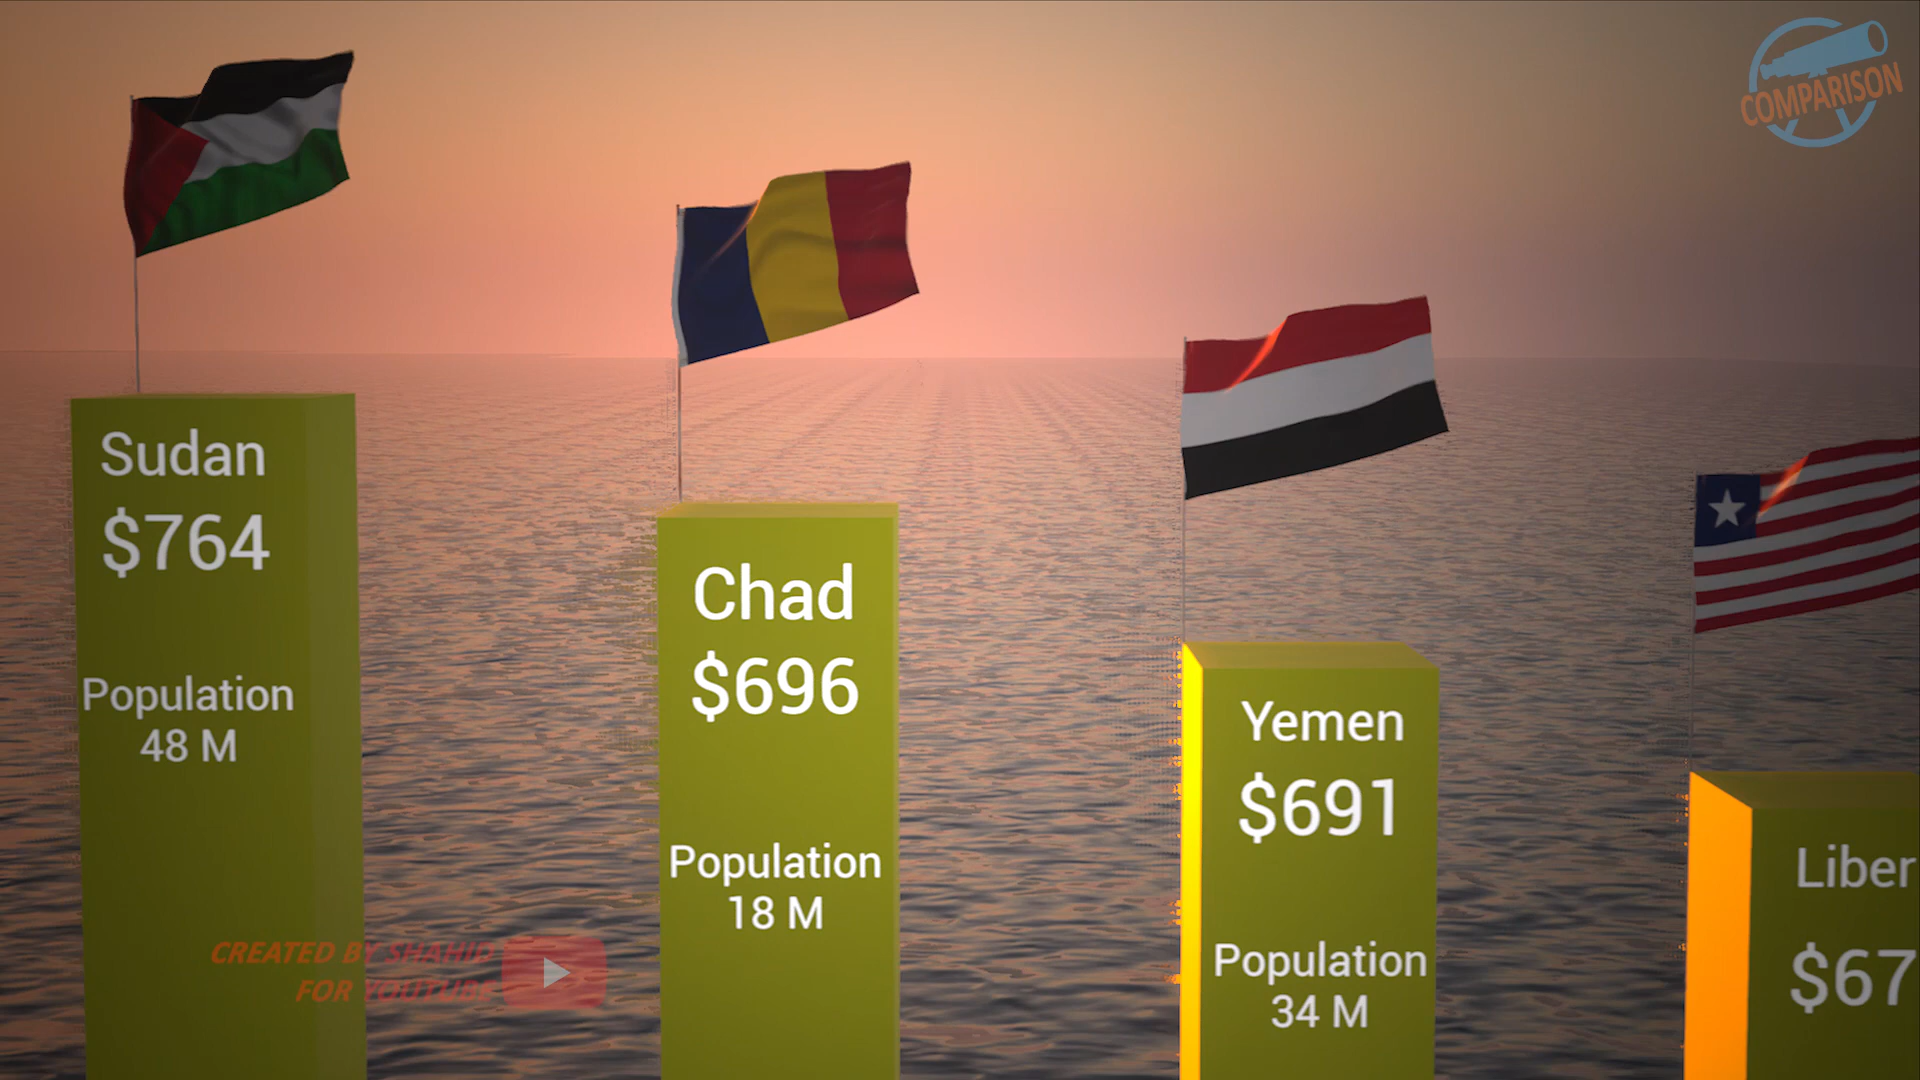 COMPARISON
Sudan
$764
Population
48 M
Chad
$696
Population
18 M
Yemen
$691
Population
34 M
Liber
$67
CREATED BY SHAHID
FOR YOUTUBE